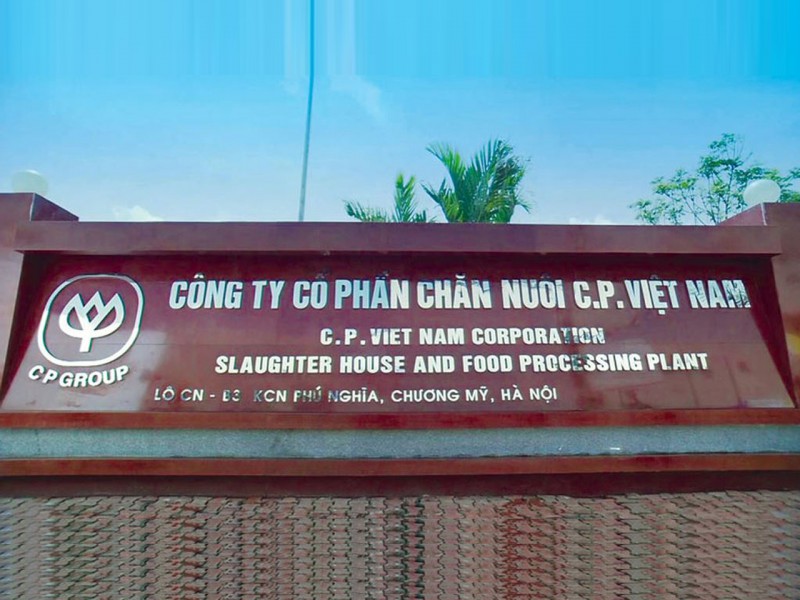 CÔNG TY CỔ PHẦN CHĂN NUÔI C.P. VIỆT NAM
C.P. VIET NAM CORPORATION
SLAUGHTER HOUSE AND FOOD PROCESSING PLANT
C.P GROUP
LÔ CN - B3 KCN PHÚ NGHĨA, CHƯƠNG MỸ, HÀ NỘI